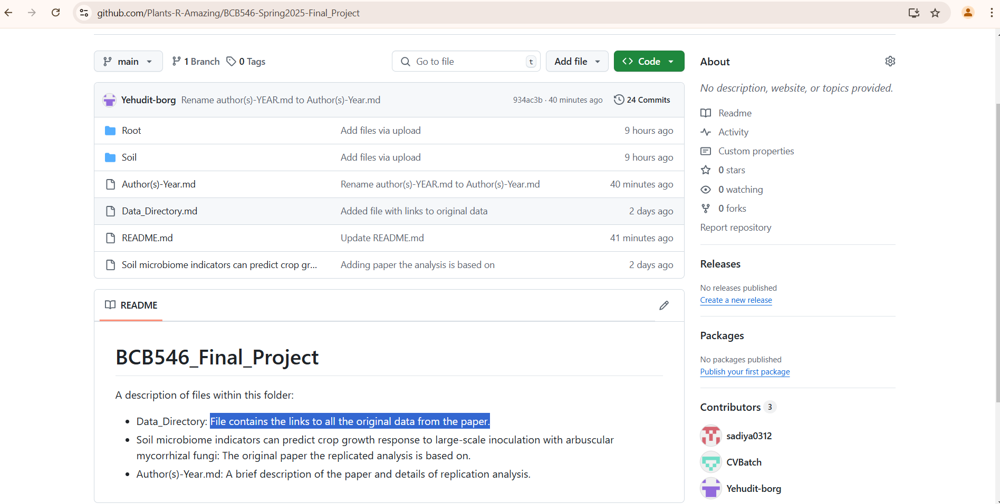 github.com/Plants-R-Amazing/BCB546-Spring2025-Final_Project
main
1 Branch
0 Tags
Go to file
t
Add file
Code
Yehudit-borg Rename author(s)-YEAR.md to Author(s)-Year.md 934ac3b · 40 minutes ago 24 Commits
Root Add files via upload 9 hours ago
Soil Add files via upload 9 hours ago
Author(s)-Year.md Rename author(s)-YEAR.md to Author(s)-Year.md 40 minutes ago
Data_Directory.md Added file with links to original data 2 days ago
README.md Update README.md 41 minutes ago
Soil microbiome indicators can predict crop gr... Adding paper the analysis is based on 2 days ago
README
BCB546_Final_Project
A description of files within this folder:
• Data_Directory: File contains the links to all the original data from the paper.
• Soil microbiome indicators can predict crop growth response to large-scale inoculation with arbuscular
mycorrhizal fungi: The original paper the replicated analysis is based on.
• Author(s)-Year.md: A brief description of the paper and details of replication analysis.
About
No description, website, or topics provided.
Readme
Activity
Custom properties
0 stars
0 watching
0 forks
Report repository
Releases
No releases published
Create a new release
Packages
No packages published
Publish your first package
Contributors 3
sadiya0312
CVBatch
Yehudit-borg